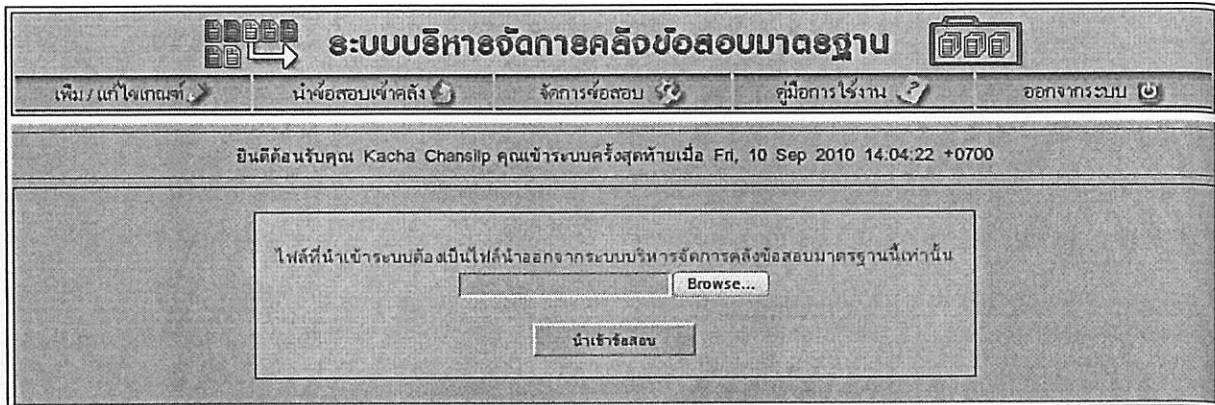 ระบบบริหารจัดการคลังข้อสอบมาตรฐาน
เพิ่ม / แก้ไขเกณฑ์ นำข้อสอบเข้าคลัง จัดการข้อสอบ คู่มือการใช้งาน ออกจากระบบ
ยินดีต้อนรับคุณ Kacha Chansilp คุณเข้าระบบครั้งสุดท้ายเมื่อ Fri, 10 Sep 2010 14:04:22 +0700
ไฟล์ที่นำเข้าระบบต้องเป็นไฟล์นำออกจากระบบบริหารจัดการคลังข้อสอบมาตรฐานนี้เท่านั้น
Browse...
นำเข้าข้อสอบ